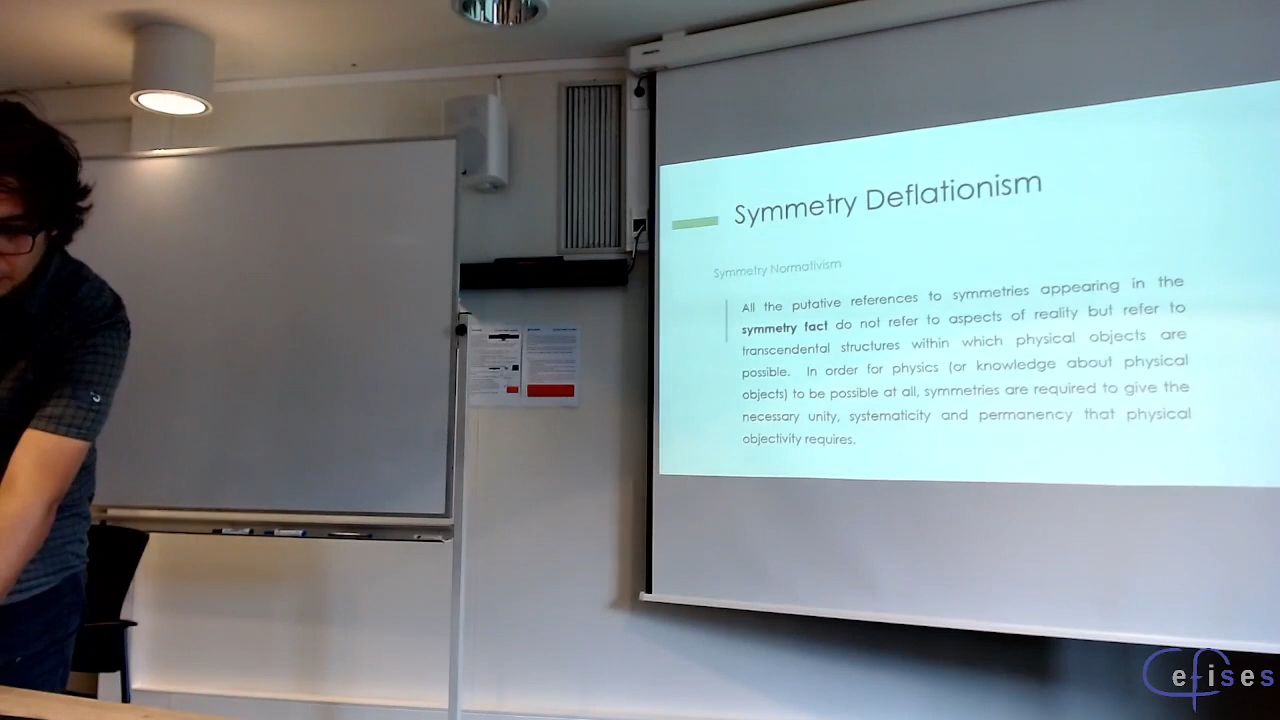 Symmetry Deflationism
Symmetry Normativism
All the putative references to symmetries appearing in the
symmetry fact do not refer to aspects of reality but refer to
transcendental structures within which physical objects are
possible. In order for physics (or knowledge about physical
objects) to be possible at all, symmetries are required to give the
necessary unity, systematicity and permanency that physical
objectivity requires.
Cefises